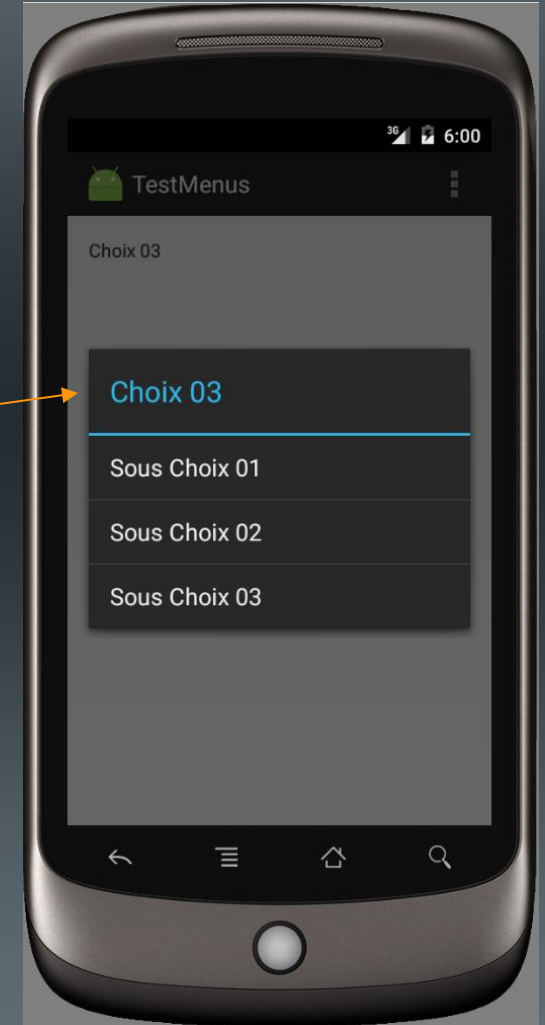 3G 6:00
TestMenus
Choix 03
Choix 03
Sous Choix 01
Sous Choix 02
Sous Choix 03